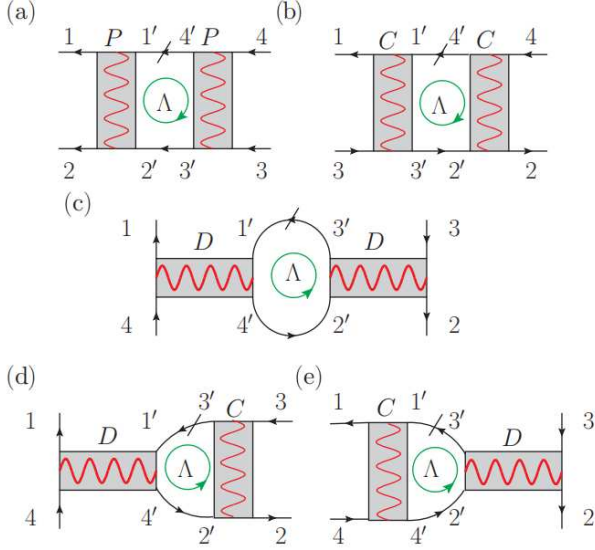 (a) (b)
1 P 1′ 4′ P 4 1 C 1′ 4′ C 4
Λ Λ
2 2′ 3′ 3 3 3′ 2′ 2
(c)
1 1′ 3′ 3
D D
Λ
4 4′ 2′ 2
(d) (e)
1 1′ 3′ C 3 1 C 1′ 3′ 3
D D
Λ Λ
4 4′ 2′ 2 4 4′ 2′ 2